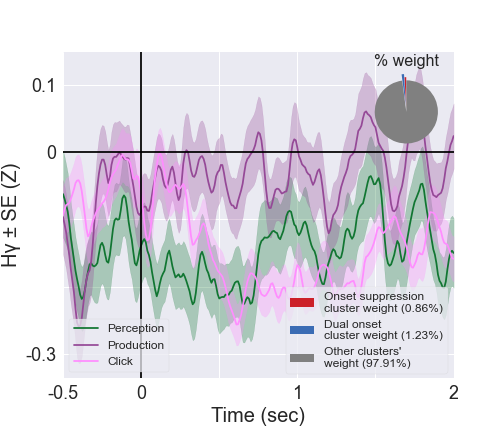 % weight
0.1
0
-0.3
Hγ ± SE (Z)
Perception
Production
Click
Onset suppression
cluster weight (0.86%)
Dual onset
cluster weight (1.23%)
Other clusters'
weight (97.91%)
-0.5
0
1
2
Time (sec)